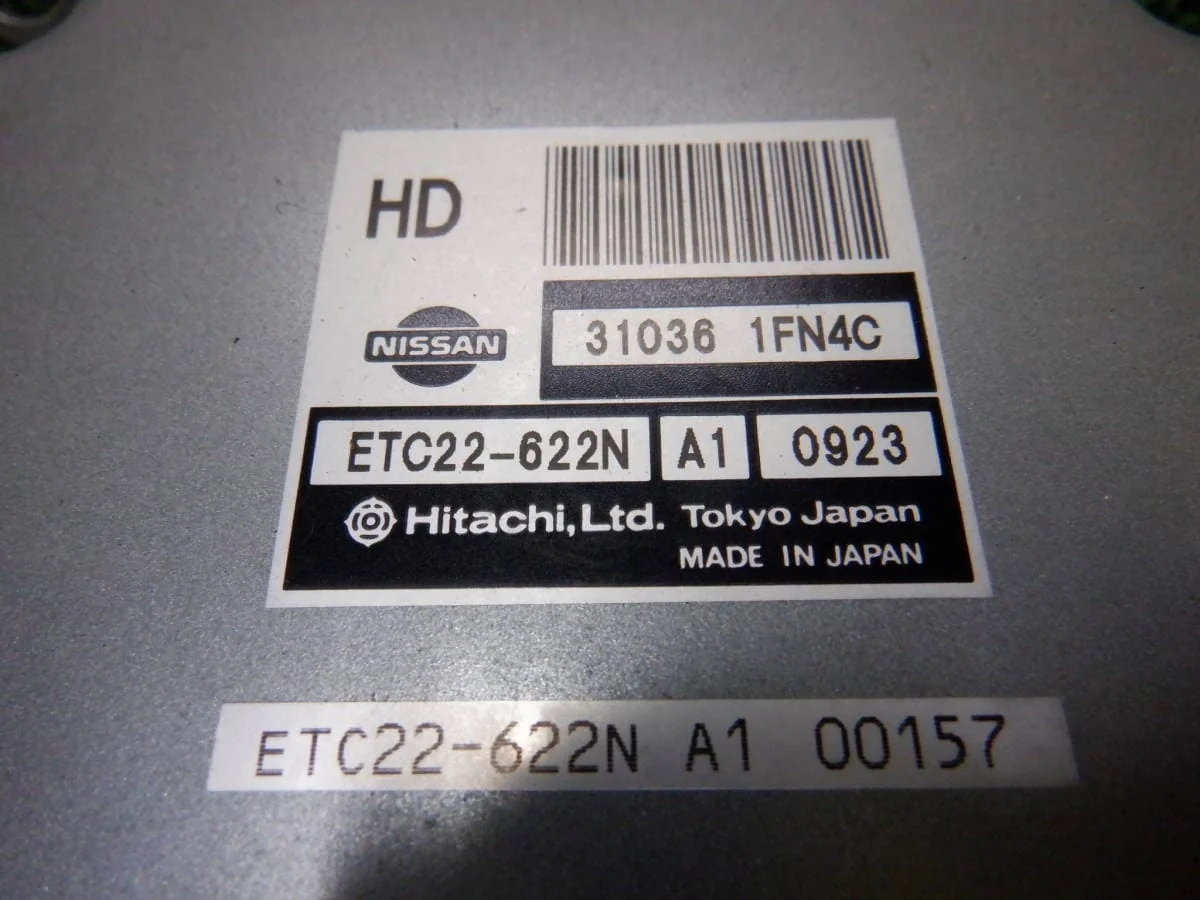 HD
NISSAN
31036 1FN4C
ETC22-622N A1 0923
Hitachi,Ltd. Tokyo Japan
MADE IN JAPAN
ETC22-622N A1 00157